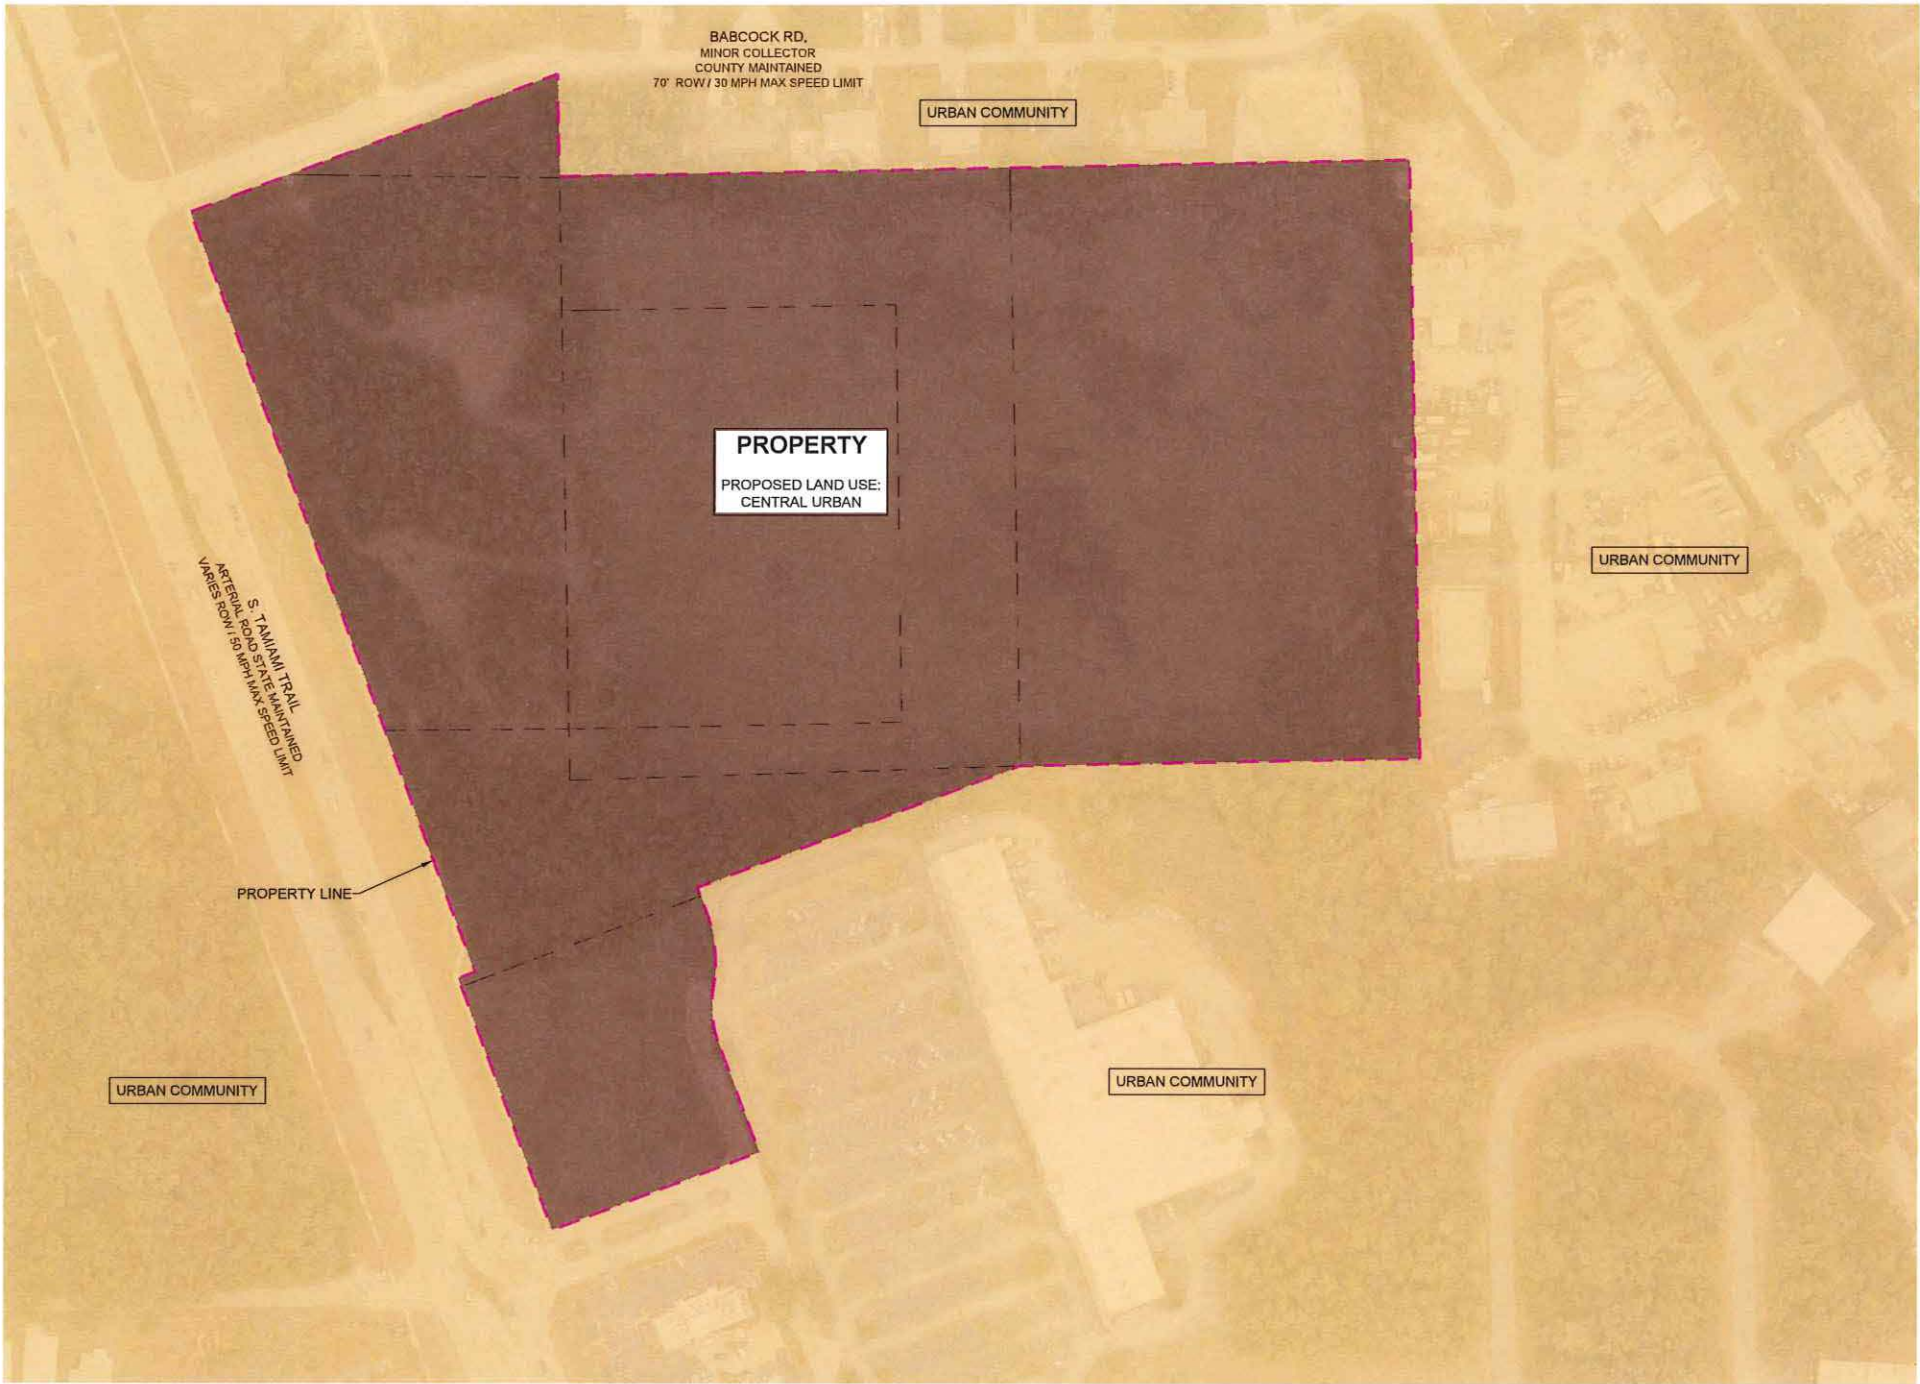 BABCOCK RD.
MINOR COLLECTOR
COUNTY MAINTAINED
70' ROW / 30 MPH MAX SPEED LIMIT
URBAN COMMUNITY
PROPERTY
PROPOSED LAND USE:
CENTRAL URBAN
URBAN COMMUNITY
S. TAMIAMI TRAIL
ARTERIAL ROAD STATE MAINTAINED
VARIES ROW / 50 MPH MAX SPEED LIMIT
PROPERTY LINE
URBAN COMMUNITY
URBAN COMMUNITY